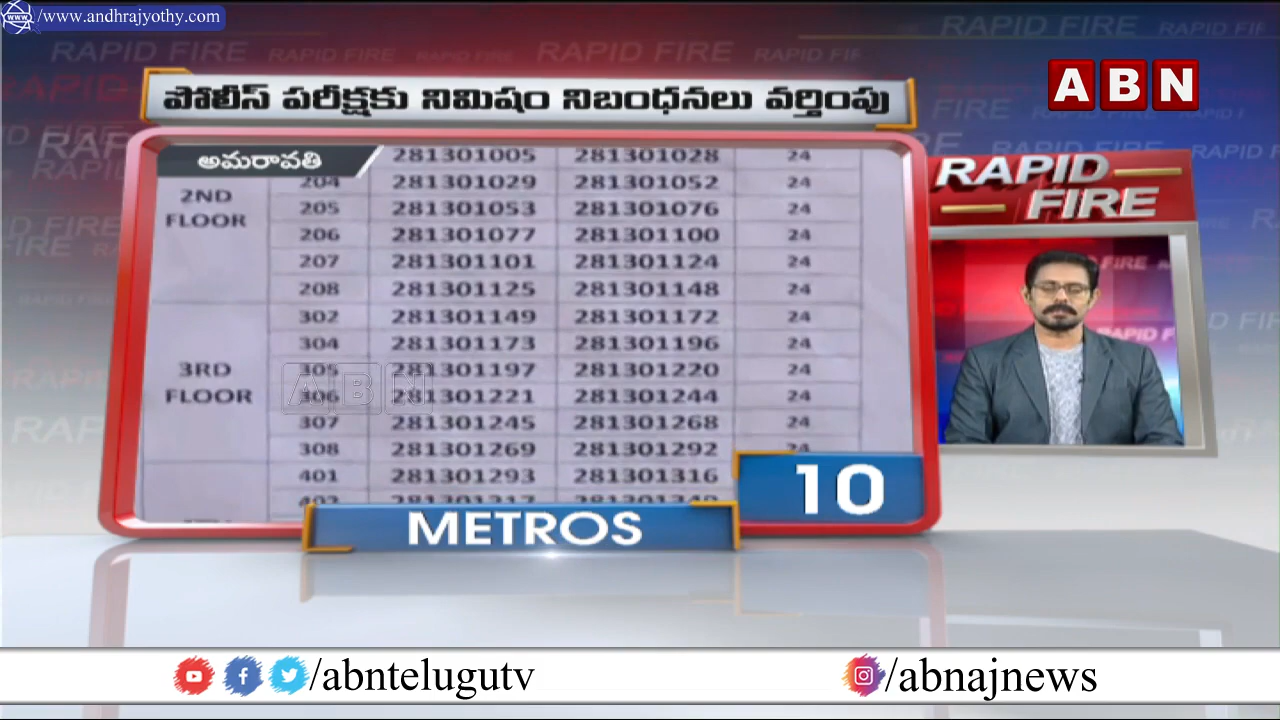 www /www.andhrajyothy.com
పోలీస్ పరీక్షకు నిమిషం నిబంధనలు వర్తింపు
ABN
అమరావతి
RAPID
FIRE
281301005 281301028 24
2ND FLOOR
204 281301029 281301052 24
205 281301053 281301076 24
206 281301077 281301100 24
207 281301101 281301124 24
208 281301125 281301148 24
3RD FLOOR
302 281301149 281301172 24
304 281301173 281301196 24
305 281301197 281301220 24
306 281301221 281301244 24
307 281301245 281301268 24
308 281301269 281301292 24
401 281301293 281301316
ABN
METROS
10
/abntelugutv
/abnajnews